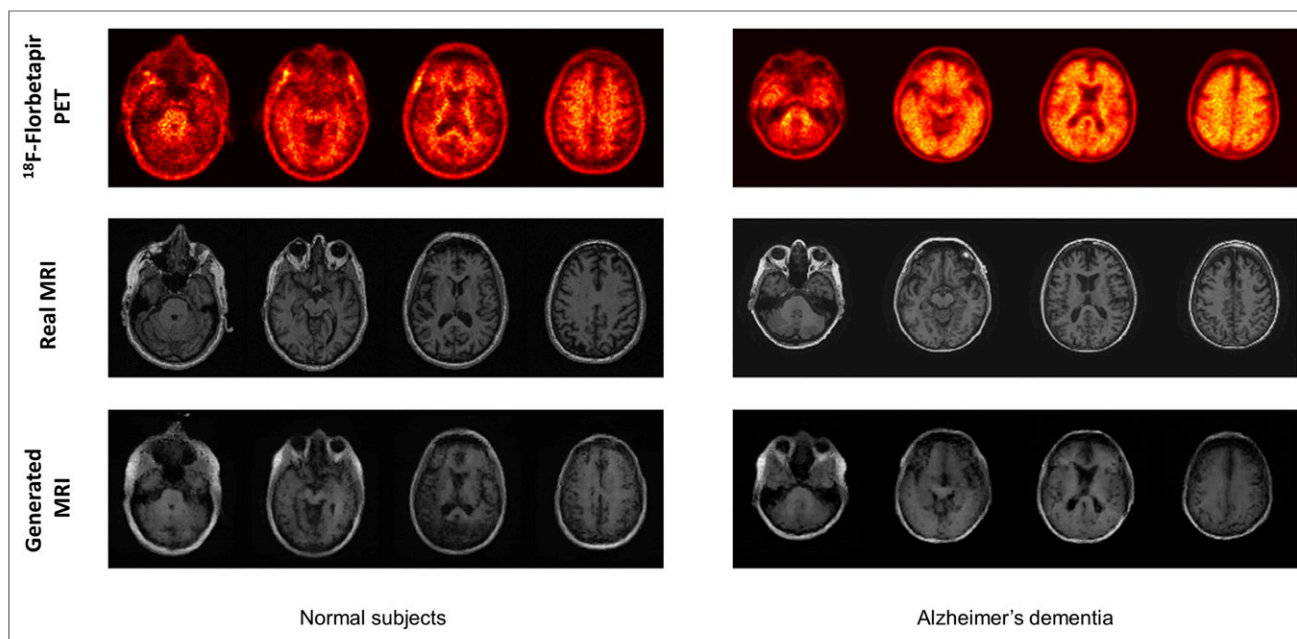 ¹⁸F-Florbetapir
PET
Real MRI
Generated
MRI
Normal subjects
Alzheimer's dementia